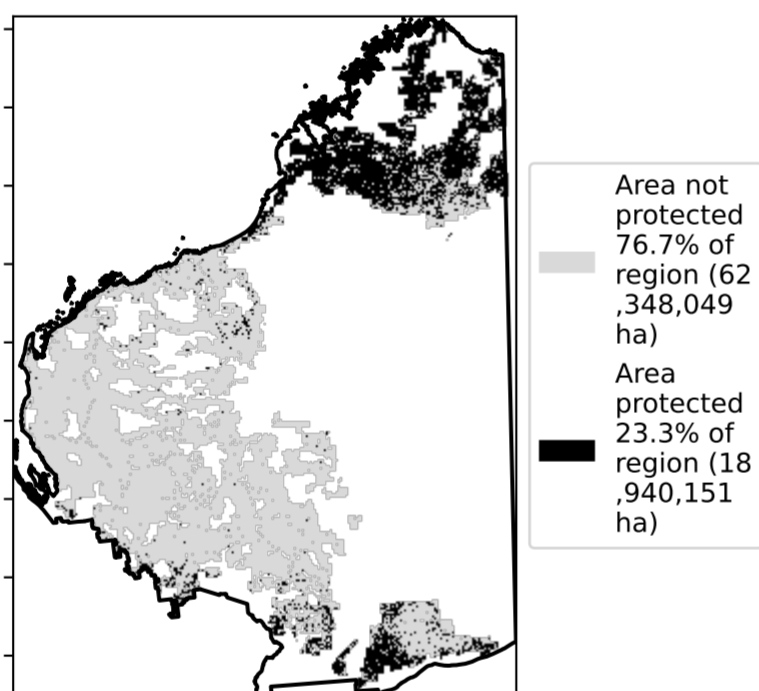 Area not
protected
76.7% of
region (62
,348,049
ha)
Area
protected
23.3% of
region (18
,940,151
ha)